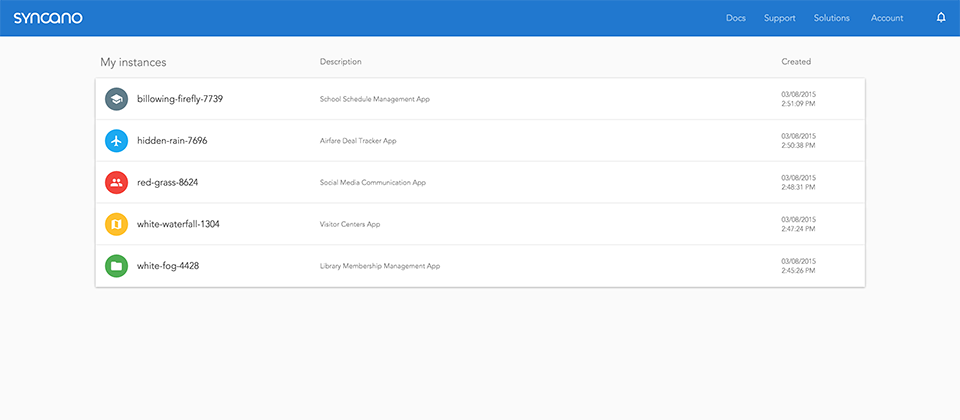 syncano
Docs Support Solutions Account
My instances Description Created
billowing-firefly-7739 School Schedule Management App 03/08/2015
2:51:09 PM
hidden-rain-7696 Airfare Deal Tracker App 03/08/2015
2:50:38 PM
red-grass-8624 Social Media Communication App 03/08/2015
2:48:31 PM
white-waterfall-1304 Visitor Centers App 03/08/2015
2:47:24 PM
white-fog-4428 Library Membership Management App 03/08/2015
2:45:26 PM